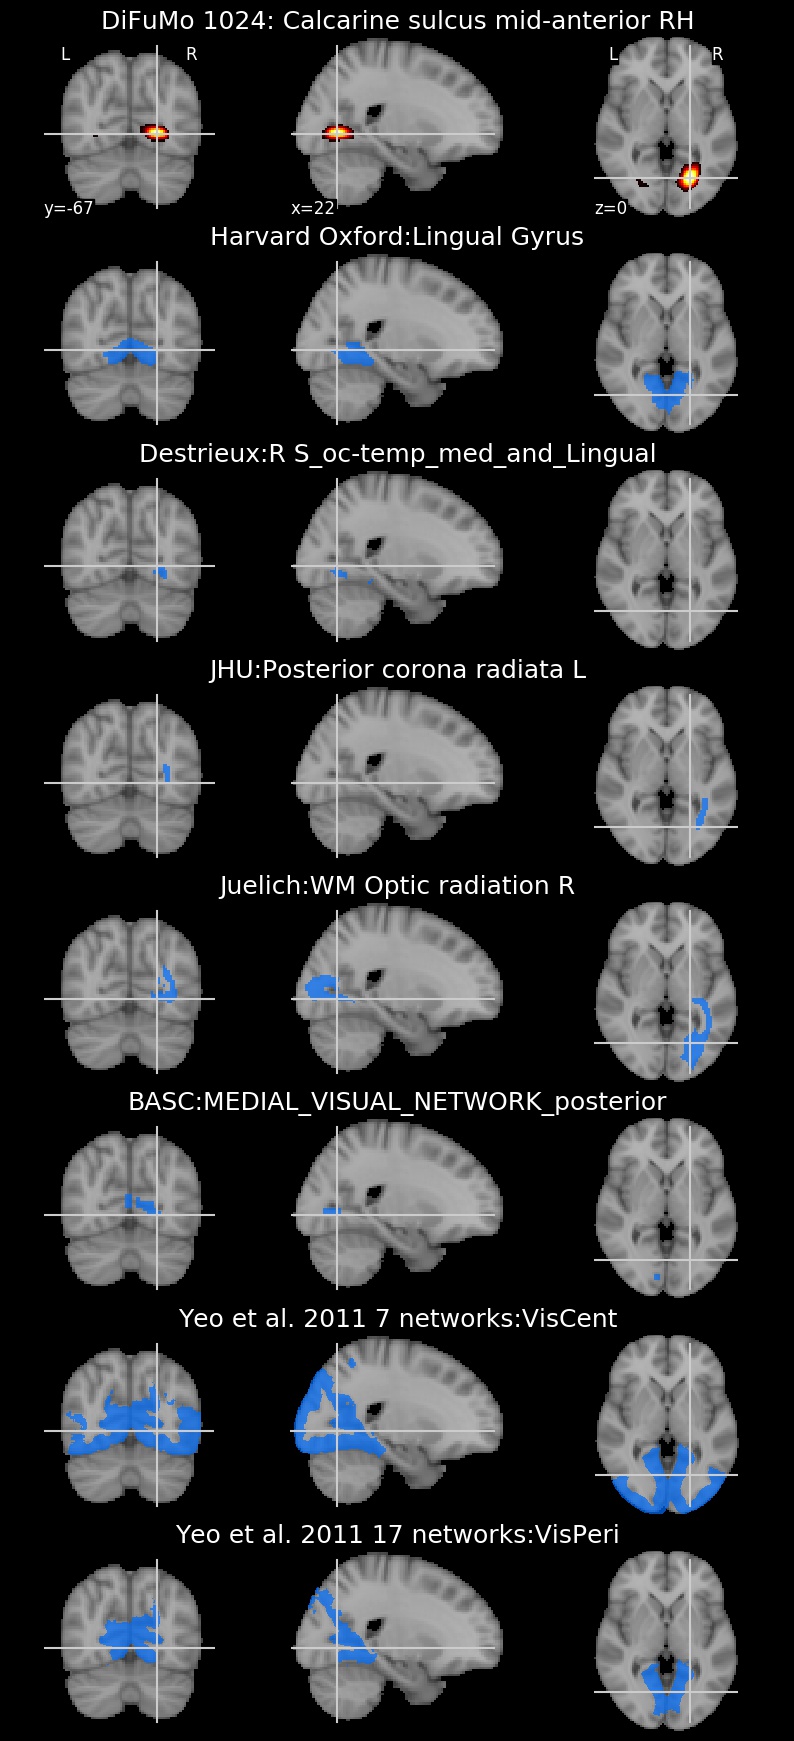 DiFuMo 1024: Calcarine sulcus mid-anterior RH
L R L R
y=-67 x=22 z=0
Harvard Oxford:Lingual Gyrus
Destrieux:R S_oc-temp_med_and_Lingual
JHU:Posterior corona radiata L
Juelich:WM Optic radiation R
BASC:MEDIAL_VISUAL_NETWORK_posterior
Yeo et al. 2011 7 networks:VisCent
Yeo et al. 2011 17 networks:VisPeri